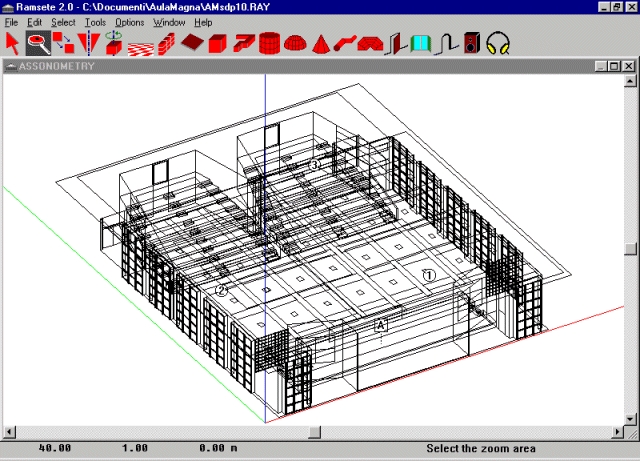 Ramsete 2.0 - C:\Documenti\AulaMagna\AMsdp10.RAY
File Edit Select Tools Options Window Help
ASSONOMETRY
3
2
1
A
40.00 1.00 0.00 m Select the zoom area